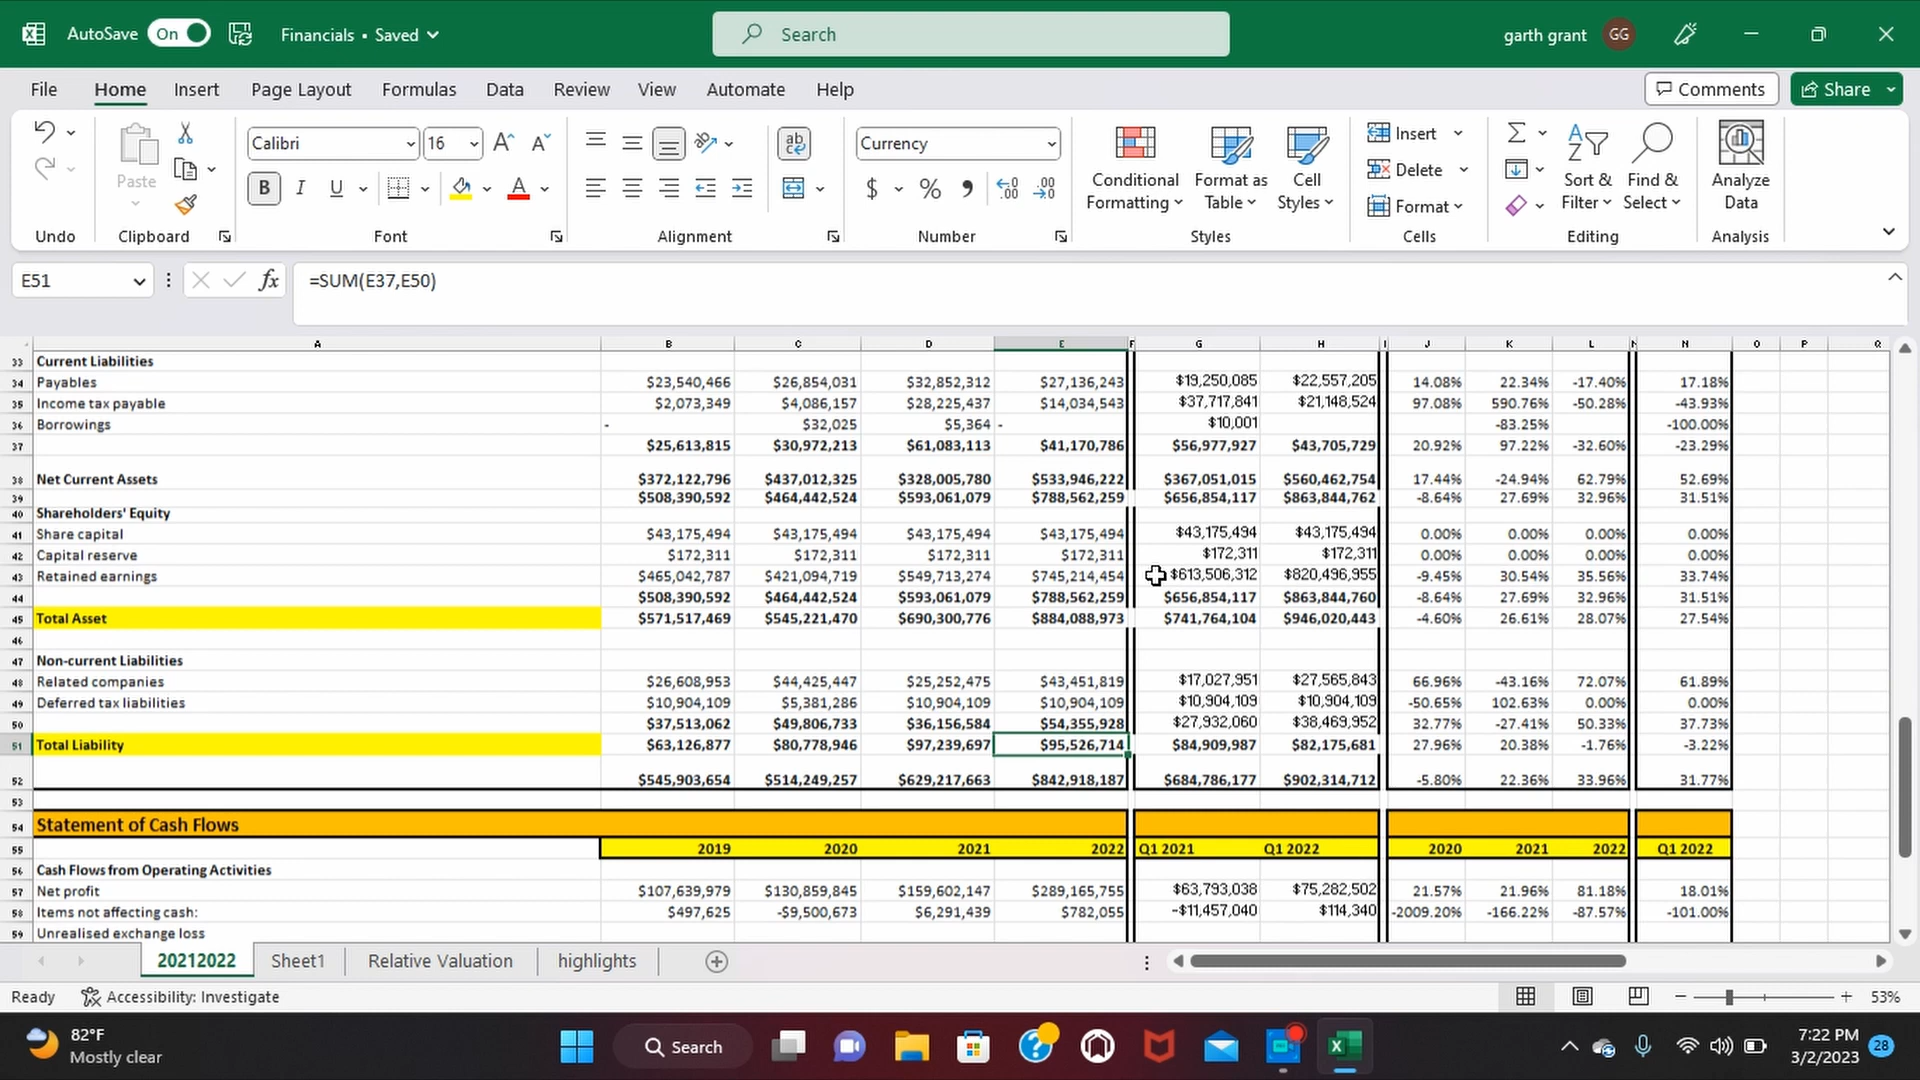 AutoSave On Financials • Saved Search garth grant GG
File Home Insert Page Layout Formulas Data Review View Automate Help Comments Share
Paste Calibri 16 A^ A˅ ab Currency Conditional Formatting Format as Table Cell Styles Insert Delete Format Sort & Filter Find & Select Analyze Data
B I U A $ % ,
Undo Clipboard Font Alignment Number Styles Cells Editing Analysis
E51 fx =SUM(E37,E50)
A B C D E F G H I J K L M N O P Q
33 Current Liabilities
34 Payables $23,540,466 $26,854,031 $32,852,312 $27,136,243 $19,250,085 $22,557,205 14.08% 22.34% -17.40% 17.18%
35 Income tax payable $2,073,349 $4,086,157 $28,225,437 $14,034,543 $37,717,841 $21,148,524 97.08% 590.76% -50.28% -43.93%
36 Borrowings - $32,025 $5,364 - $10,001 -83.25% -100.00%
37 $25,613,815 $30,972,213 $61,083,113 $41,170,786 $56,977,927 $43,705,729 20.92% 97.22% -32.60% -23.29%
38 Net Current Assets $372,122,796 $437,012,325 $328,005,780 $533,946,222 $367,051,015 $560,462,754 17.44% -24.94% 62.79% 52.69%
39 $508,390,592 $464,442,524 $593,061,079 $788,562,259 $656,854,117 $863,844,762 -8.64% 27.69% 32.96% 31.51%
40 Shareholders' Equity
41 Share capital $43,175,494 $43,175,494 $43,175,494 $43,175,494 $43,175,494 $43,175,494 0.00% 0.00% 0.00% 0.00%
42 Capital reserve $172,311 $172,311 $172,311 $172,311 $172,311 $172,311 0.00% 0.00% 0.00% 0.00%
43 Retained earnings $465,042,787 $421,094,719 $549,713,274 $745,214,454 $613,506,312 $820,496,955 -9.45% 30.54% 35.56% 33.74%
44 $508,390,592 $464,442,524 $593,061,079 $788,562,259 $656,854,117 $863,844,760 -8.64% 27.69% 32.96% 31.51%
45 Total Asset $571,517,469 $545,221,470 $690,300,776 $884,088,973 $741,764,104 $946,020,443 -4.60% 26.61% 28.07% 27.54%
46
47 Non-current Liabilities
48 Related companies $26,608,953 $44,425,447 $25,252,475 $43,451,819 $17,027,951 $27,565,843 66.96% -43.16% 72.07% 61.89%
49 Deferred tax liabilities $10,904,109 $5,381,286 $10,904,109 $10,904,109 $10,904,109 $10,904,109 -50.65% 102.63% 0.00% 0.00%
50 $37,513,062 $49,806,733 $36,156,584 $54,355,928 $27,932,060 $38,469,952 32.77% -27.41% 50.33% 37.73%
51 Total Liability $63,126,877 $80,778,946 $97,239,697 $95,526,714 $84,909,987 $82,175,681 27.96% 20.38% -1.76% -3.22%
52 $545,903,654 $514,249,257 $629,217,663 $842,918,187 $684,786,177 $902,314,712 -5.80% 22.36% 33.96% 31.77%
53
54 Statement of Cash Flows
55 2019 2020 2021 2022 Q1 2021 Q1 2022 2020 2021 2022 Q1 2022
56 Cash Flows from Operating Activities
57 Net profit $107,639,979 $130,859,845 $159,602,147 $289,165,755 $63,793,038 $75,282,502 21.57% 21.96% 81.18% 18.01%
58 Items not affecting cash: $497,625 -$9,500,673 $6,291,439 $782,055 -$11,457,040 $114,340 -2009.20% -166.22% -87.57% -101.00%
59 Unrealised exchange loss
20212022 Sheet1 Relative Valuation highlights
Ready Accessibility: Investigate 53%
82°F
Mostly clear
Search
7:22 PM
3/2/2023
28